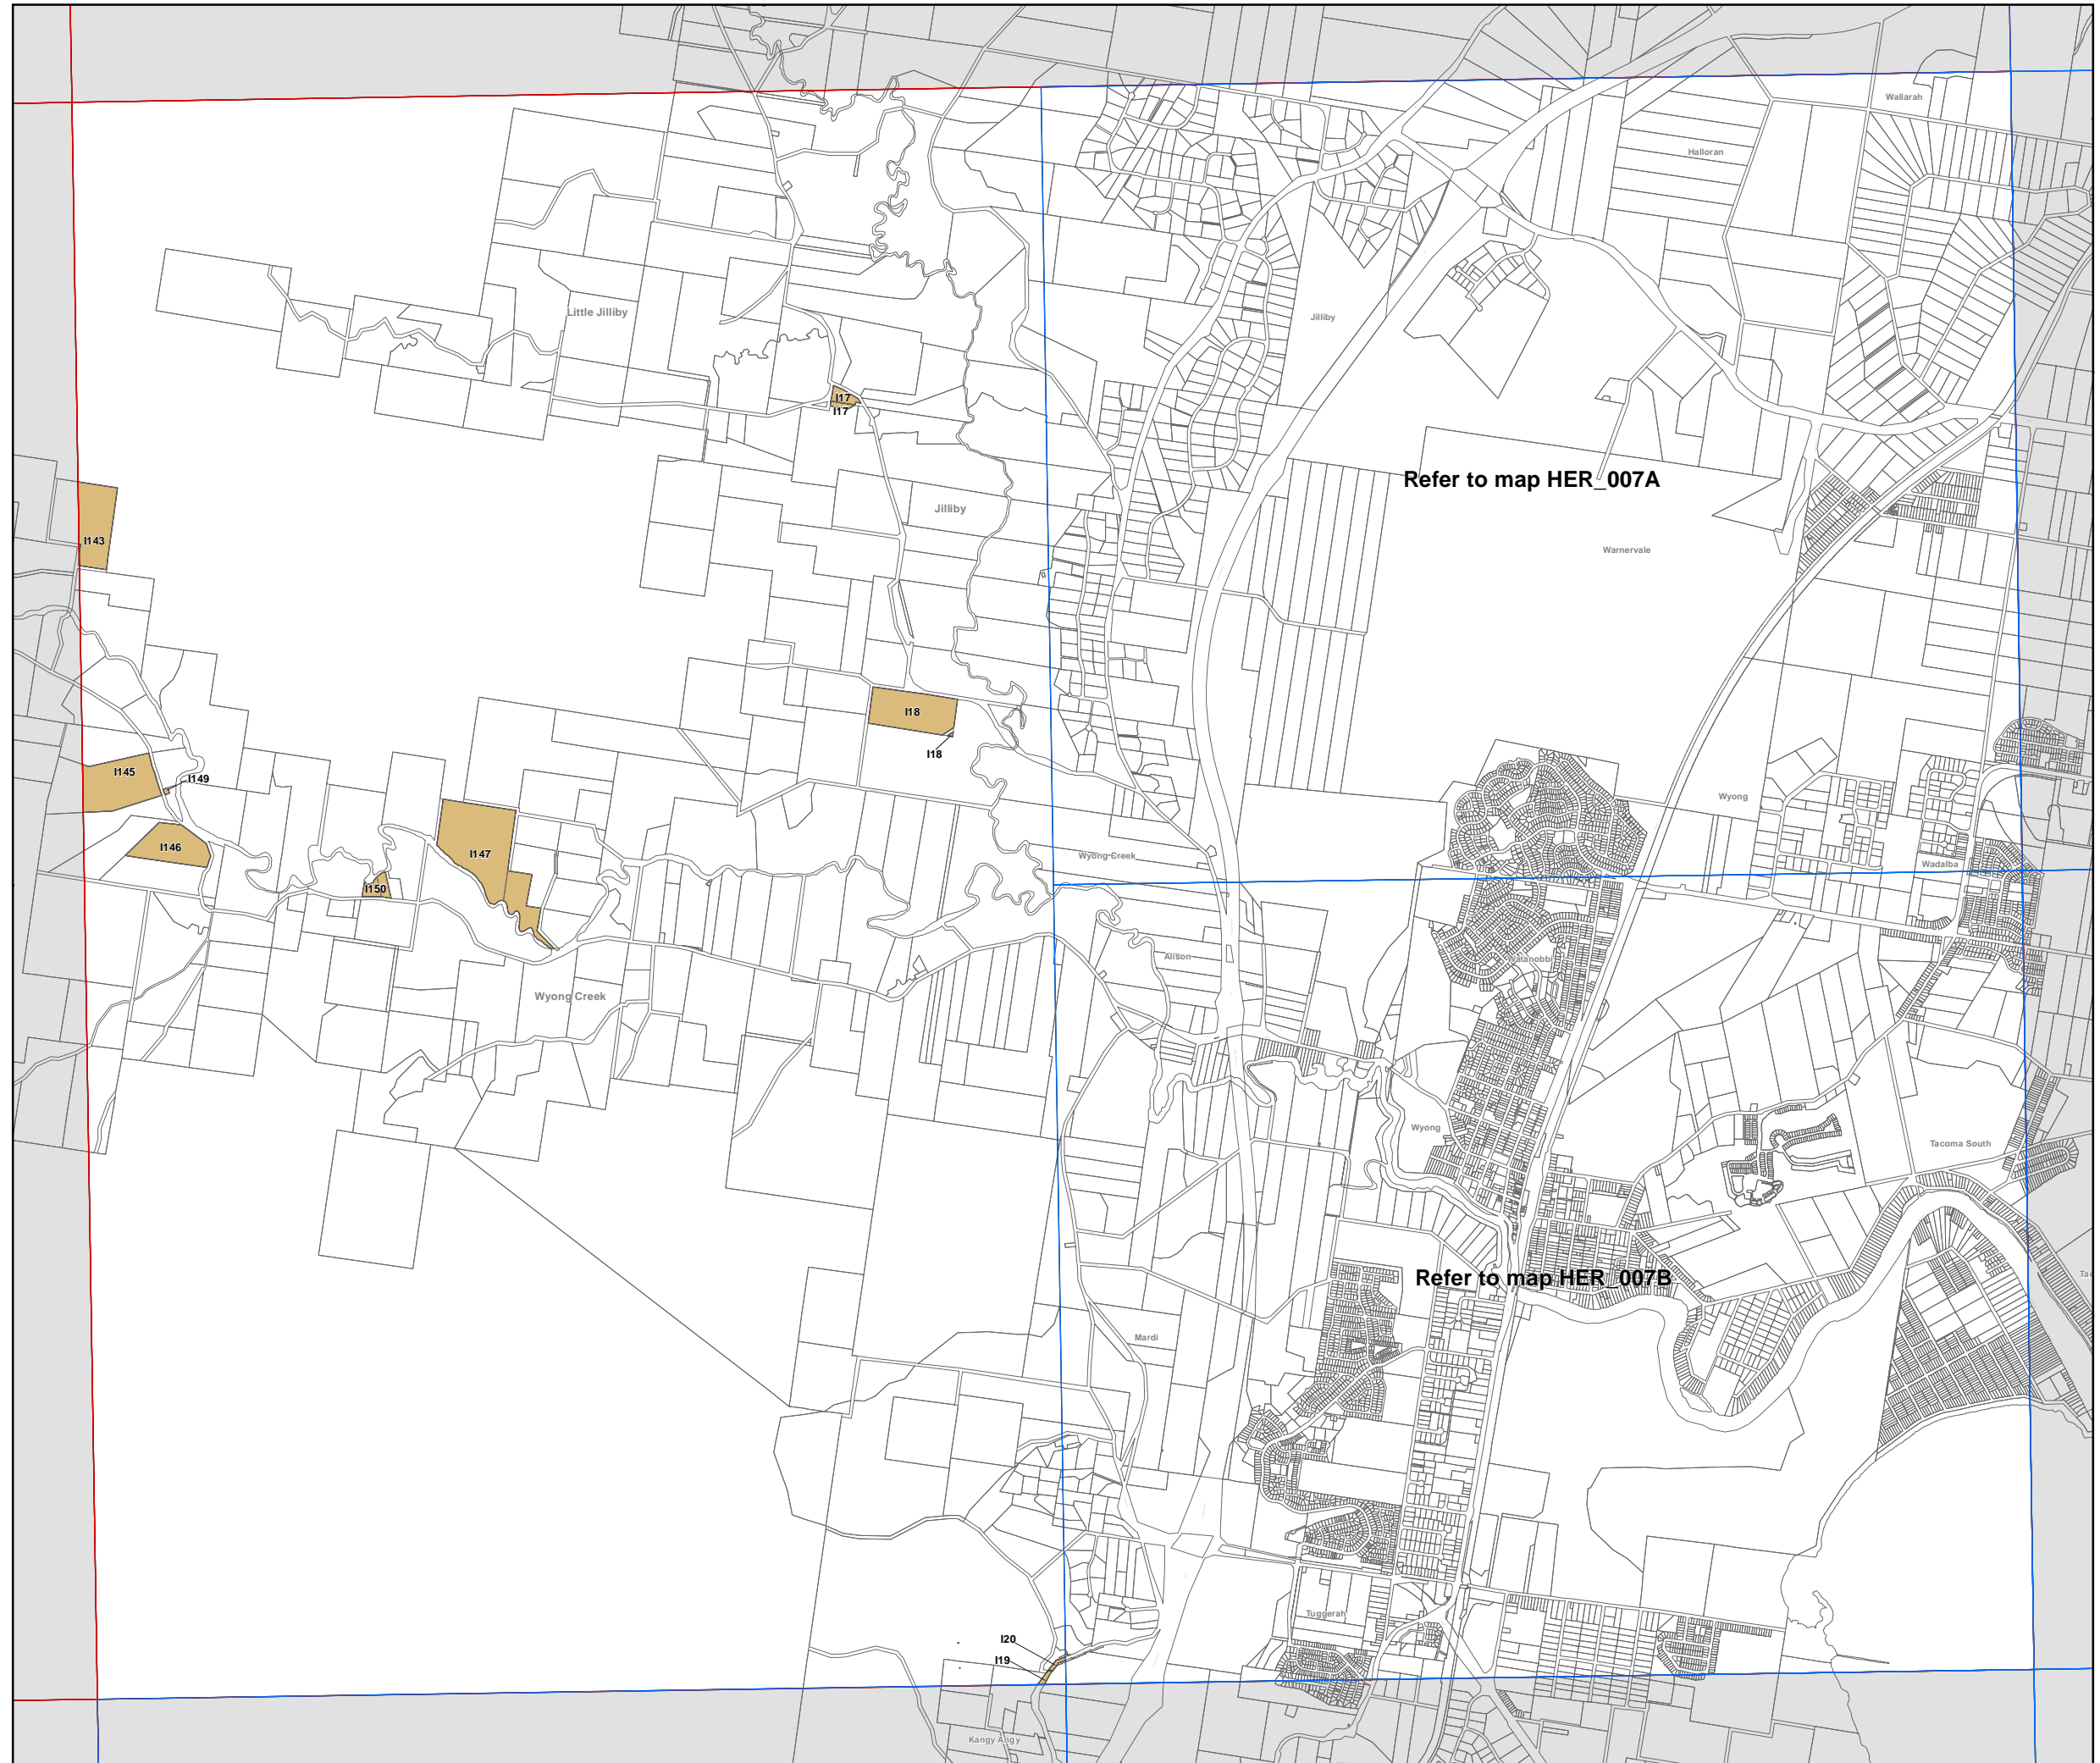 Wallarah
Halloran
Little Jilliby
Jilliby
I17
I17
Refer to map HER_007A
Jilliby
I143
Warnervale
I18
I18
I145
I149
Wyong
I146
I147
Wyong Creek
Wadalba
I150
Alison
Watanobbi
Wyong Creek
Wyong
Tacoma South
Refer to map HER_007B
Mardi
Tuggerah
I20
I19
Kangy Angy